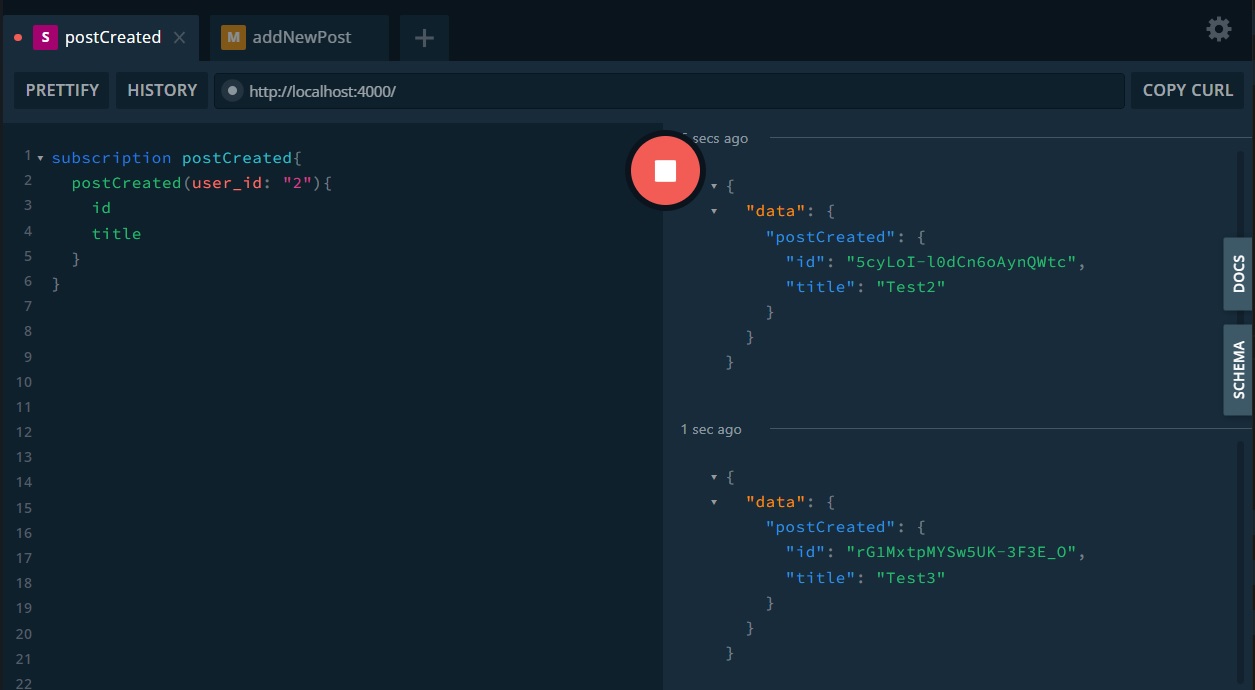 S postCreated
M addNewPost
PRETTIFY
HISTORY
http://localhost:4000/
COPY CURL
1 subscription postCreated{
2 postCreated(user_id: "2"){
3 id
4 title
5 }
6 }
7
8
9
10
11
12
13
14
15
16
17
18
19
20
21
22
secs ago
{
"data": {
"postCreated": {
"id": "5cyLoI-l0dCn6oAynQWtc",
"title": "Test2"
}
}
}
1 sec ago
{
"data": {
"postCreated": {
"id": "rG1MxtpMYSw5UK-3F3E_O",
"title": "Test3"
}
}
}
DOCS
SCHEMA